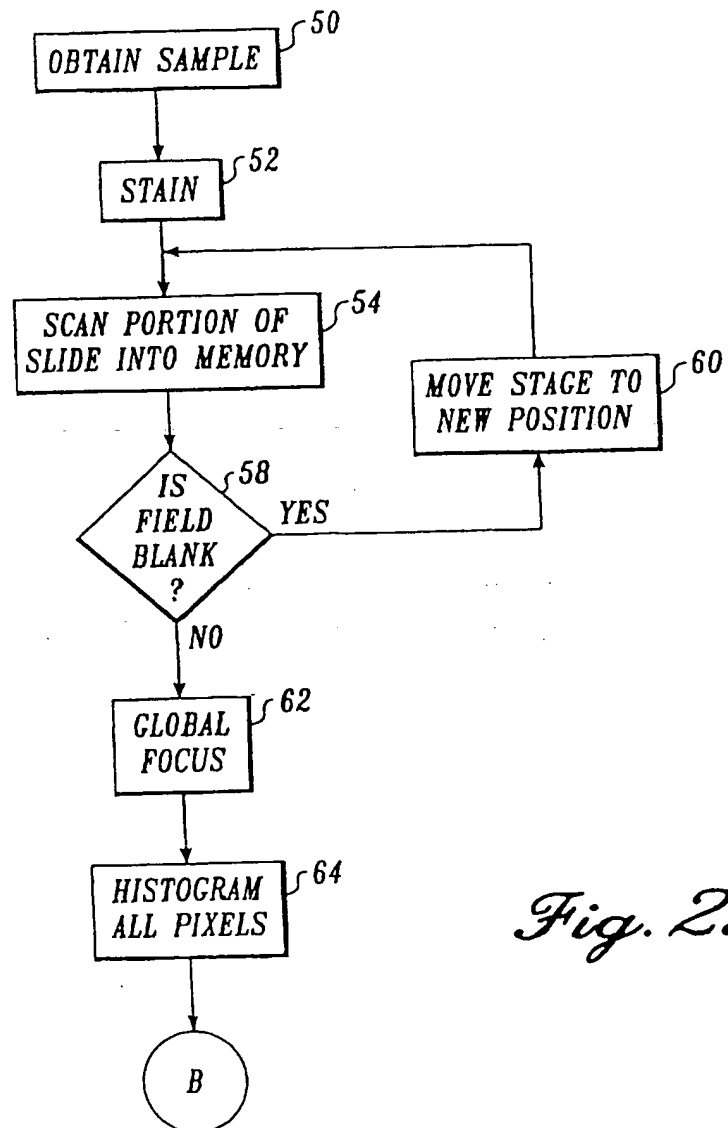 50
OBTAIN SAMPLE
52
STAIN
54
SCAN PORTION OF
SLIDE INTO MEMORY
60
MOVE STAGE TO
NEW POSITION
58
IS
FIELD
BLANK
?
YES
NO
62
GLOBAL
FOCUS
64
HISTOGRAM
ALL PIXELS
B